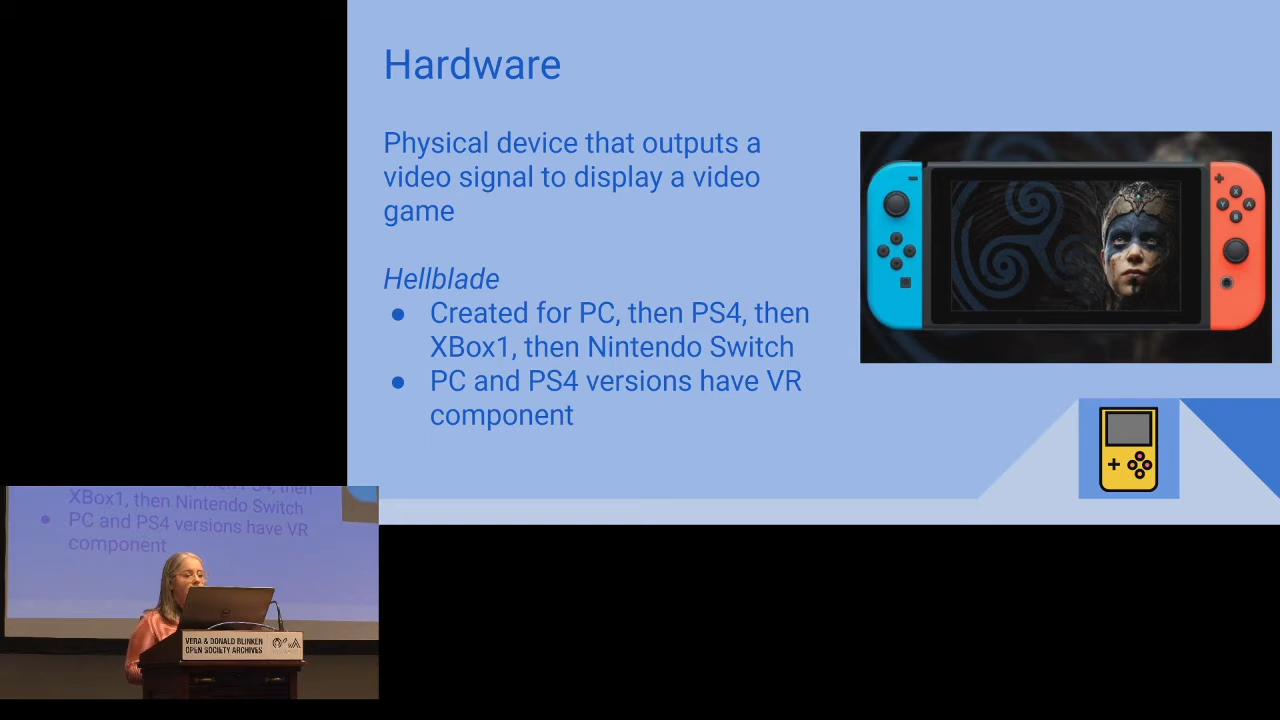 Hardware
Physical device that outputs a
video signal to display a video
game
Hellblade
● Created for PC, then PS4, then
XBox1, then Nintendo Switch
● PC and PS4 versions have VR
component
X
Y A
B
XBox1, then Nintendo Switch
● PC and PS4 versions have VR
component
VERA & DONALD BLINKEN
OPEN SOCIETY ARCHIVES